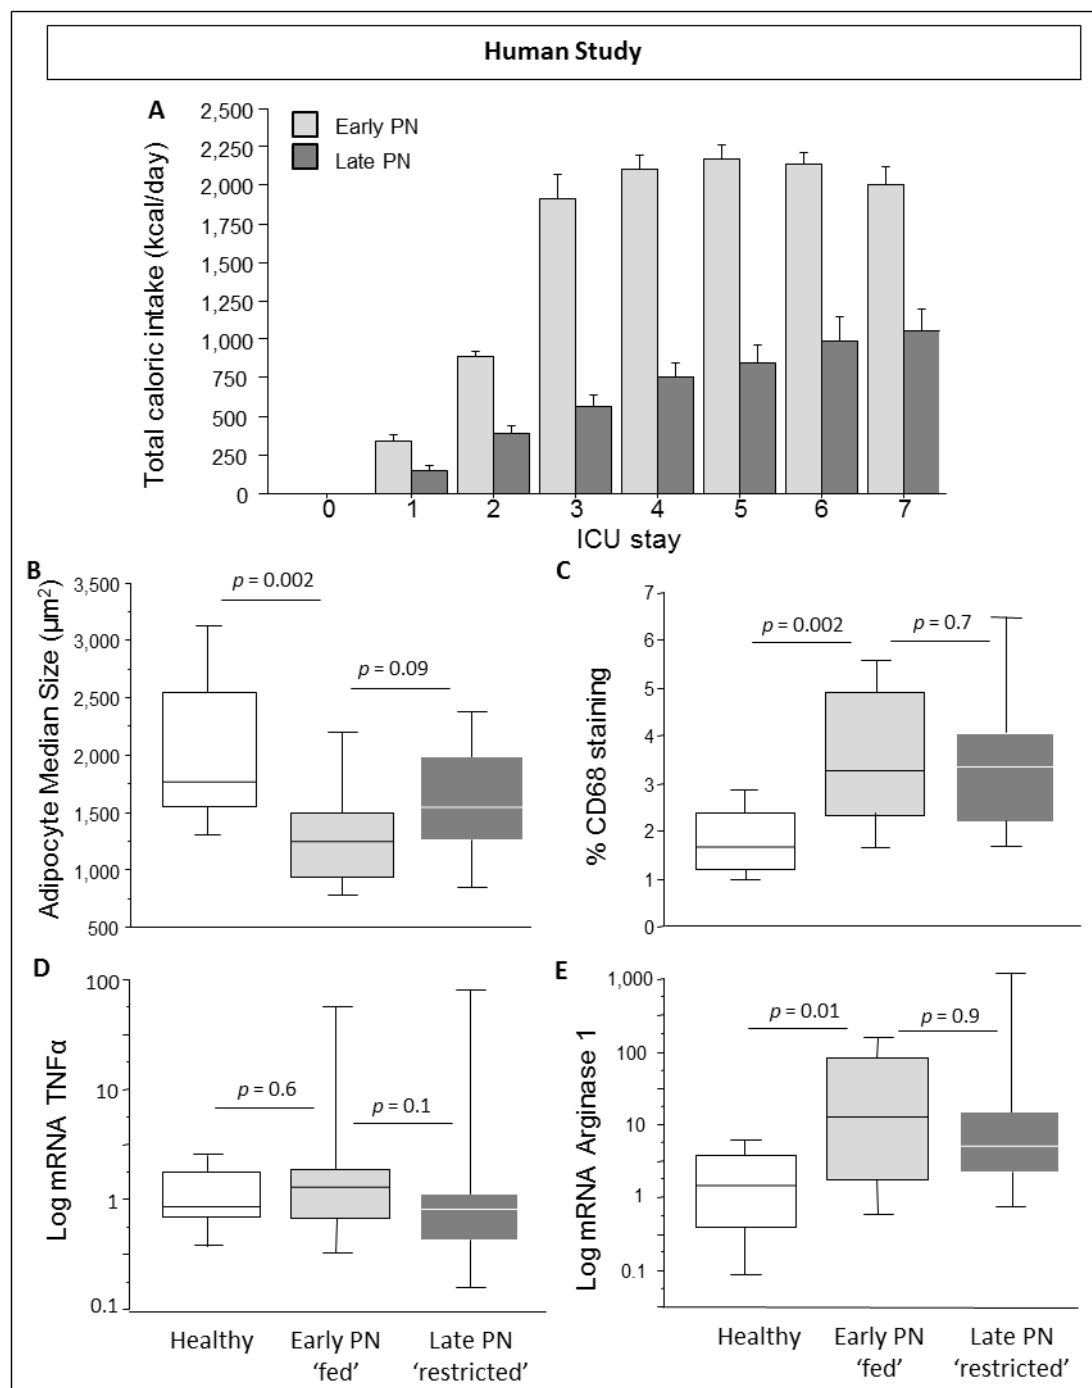 Human Study
A
Total caloric intake (kcal/day)
2,500
2,250
2,000
1,750
1,500
1,250
1,000
750
500
250
0
Early PN
Late PN
0 1 2 3 4 5 6 7
ICU stay
B
Adipocyte Median Size (µm²)
3,500
3,000
2,500
2,000
1,500
1,000
500
p = 0.002
p = 0.09
C
% CD68 staining
7
6
5
4
3
2
1
0
p = 0.002
p = 0.7
D
Log mRNA TNFα
100
10
1
0.1
p = 0.6
p = 0.1
Healthy
Early PN
'fed'
Late PN
'restricted'
E
Log mRNA Arginase 1
1,000
100
10
1
0.1
p = 0.01
p = 0.9
Healthy
Early PN
'fed'
Late PN
'restricted'